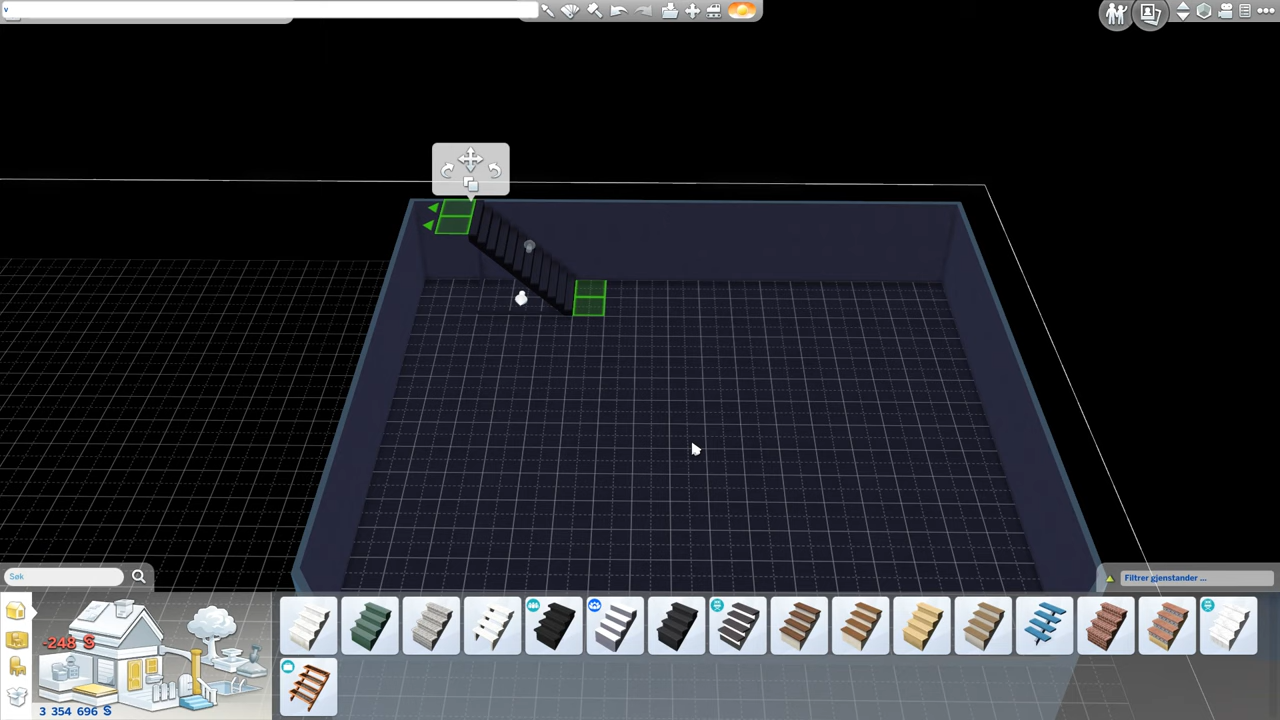 v
Søk
Filtrer gjenstander ...
-248 §
3 354 696 §